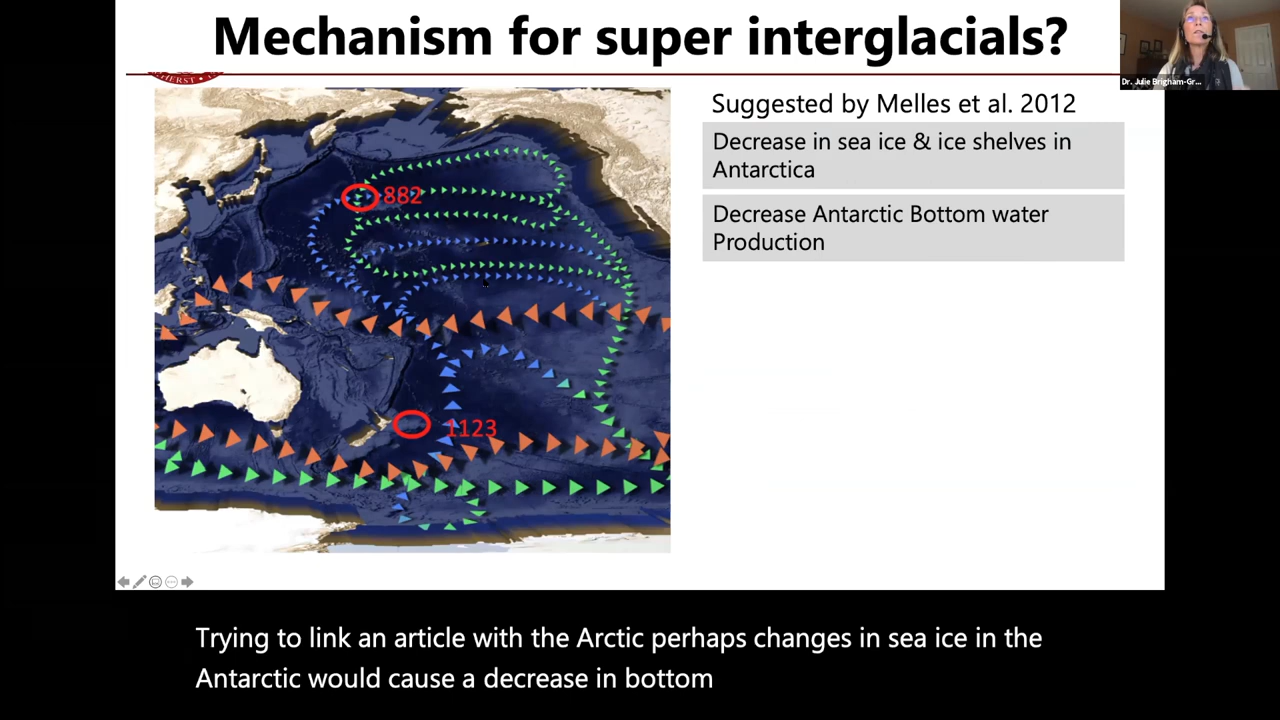 Mechanism for super interglacials?
HERST
Dr. Julie Brigham-Gr...
Suggested by Melles et al. 2012
Decrease in sea ice & ice shelves in
Antarctica
Decrease Antarctic Bottom water
Production
882
1123
Trying to link an article with the Arctic perhaps changes in sea ice in the
Antarctic would cause a decrease in bottom